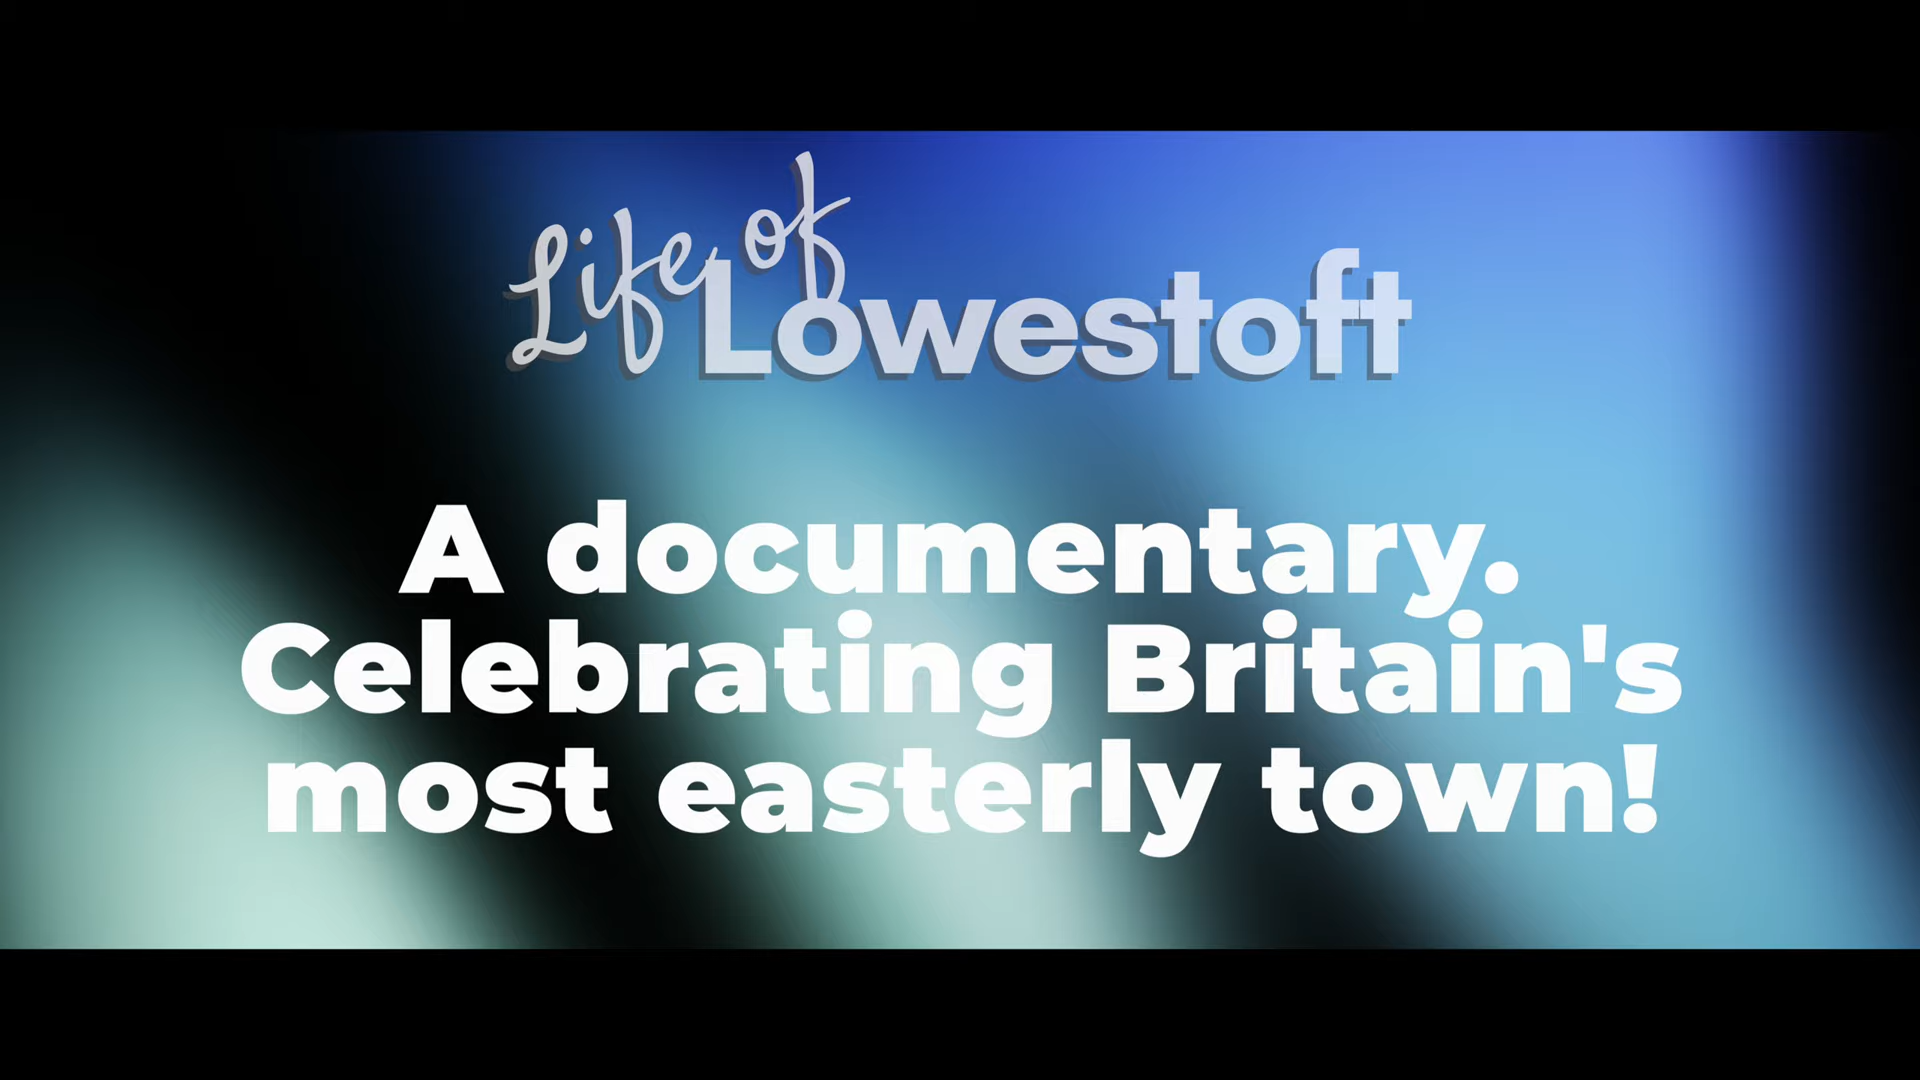 Life of
Lowestoft
A documentary.
Celebrating Britain's
most easterly town!